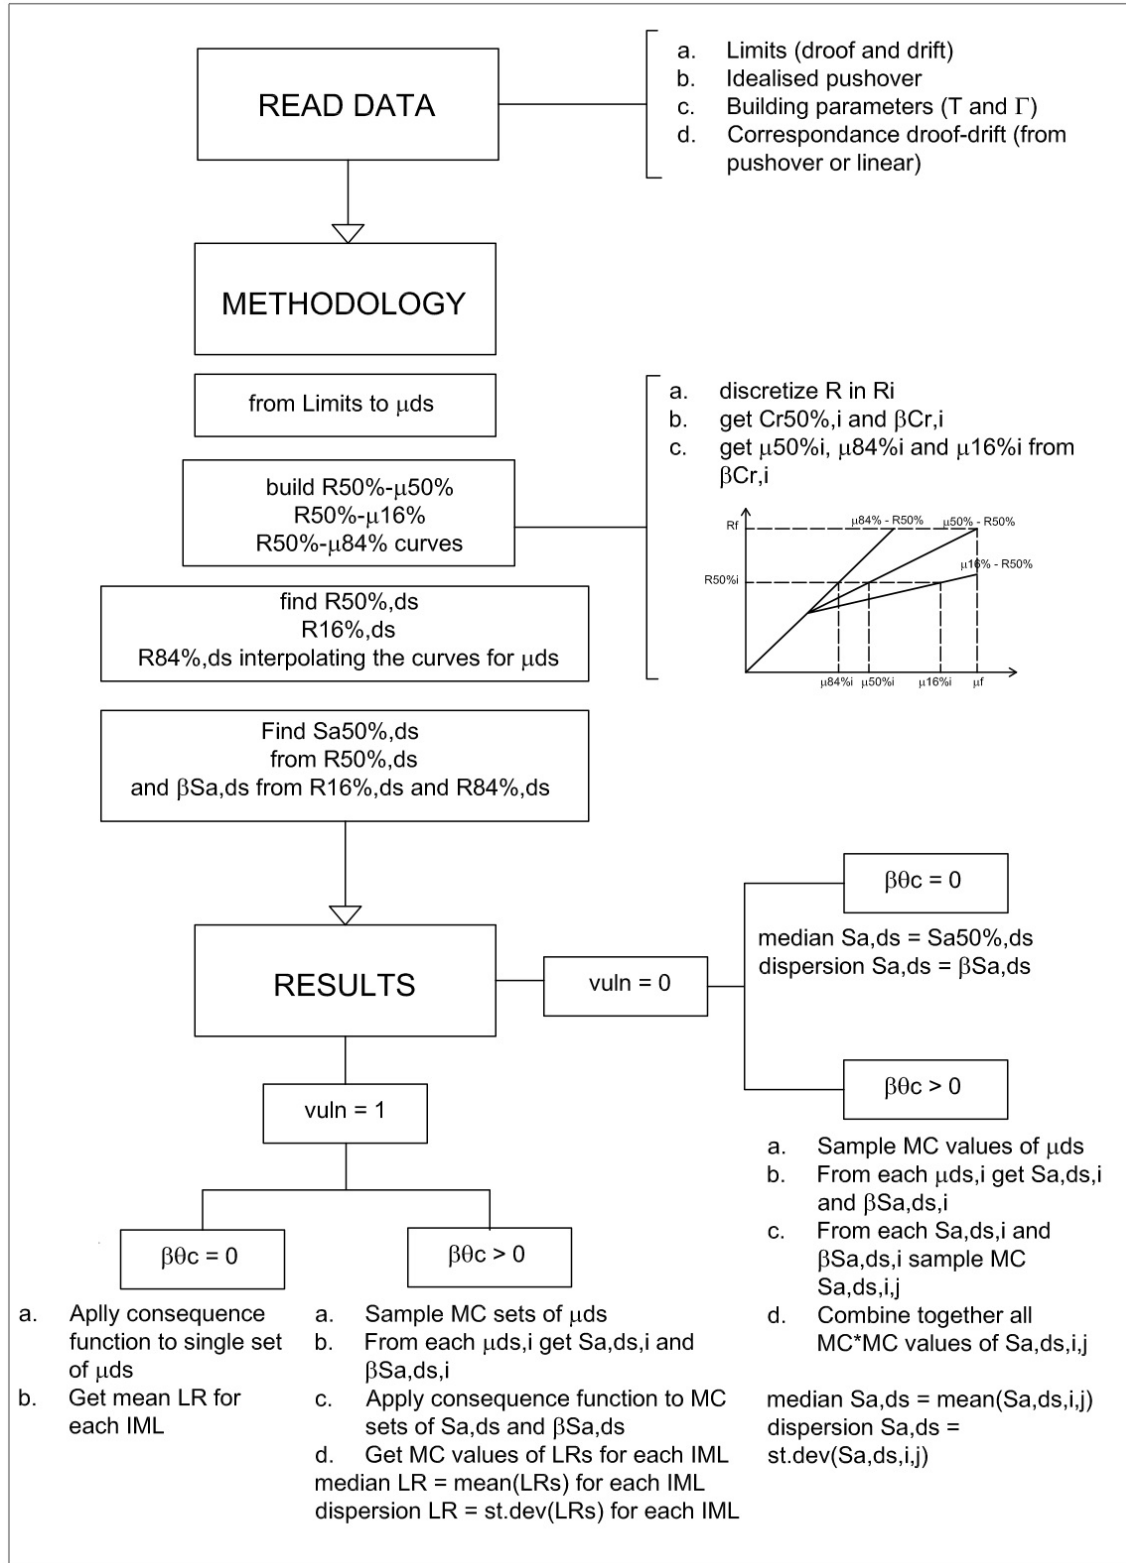 READ DATA
a. Limits (droof and drift)
b. Idealised pushover
c. Building parameters (T and Γ)
d. Correspondance droof-drift (from
pushover or linear)
METHODOLOGY
from Limits to μds
build R50%-μ50%
R50%-μ16%
R50%-μ84% curves
a. discretize R in Ri
b. get Cr50%,i and βCr,i
c. get μ50%i, μ84%i and μ16%i from
βCr,i
Rf
μ84% - R50%
μ50% - R50%
μ16% - R50%
R50%i
μ84%i
μ50%i
μ16%i
μf
find R50%,ds
R16%,ds
R84%,ds interpolating the curves for μds
Find Sa50%,ds
from R50%,ds
and βSa,ds from R16%,ds and R84%,ds
RESULTS
vuln = 0
βθc = 0
median Sa,ds = Sa50%,ds
dispersion Sa,ds = βSa,ds
βθc > 0
a. Sample MC values of μds
b. From each μds,i get Sa,ds,i
and βSa,ds,i
c. From each Sa,ds,i and
βSa,ds,i sample MC
Sa,ds,i,j
d. Combine together all
MC*MC values of Sa,ds,i,j
median Sa,ds = mean(Sa,ds,i,j)
dispersion Sa,ds =
st.dev(Sa,ds,i,j)
vuln = 1
βθc = 0
a. Aplly consequence
function to single set
of μds
b. Get mean LR for
each IML
βθc > 0
a. Sample MC sets of μds
b. From each μds,i get Sa,ds,i and
βSa,ds,i
c. Apply consequence function to MC
sets of Sa,ds and βSa,ds
d. Get MC values of LRs for each IML
median LR = mean(LRs) for each IML
dispersion LR = st.dev(LRs) for each IML